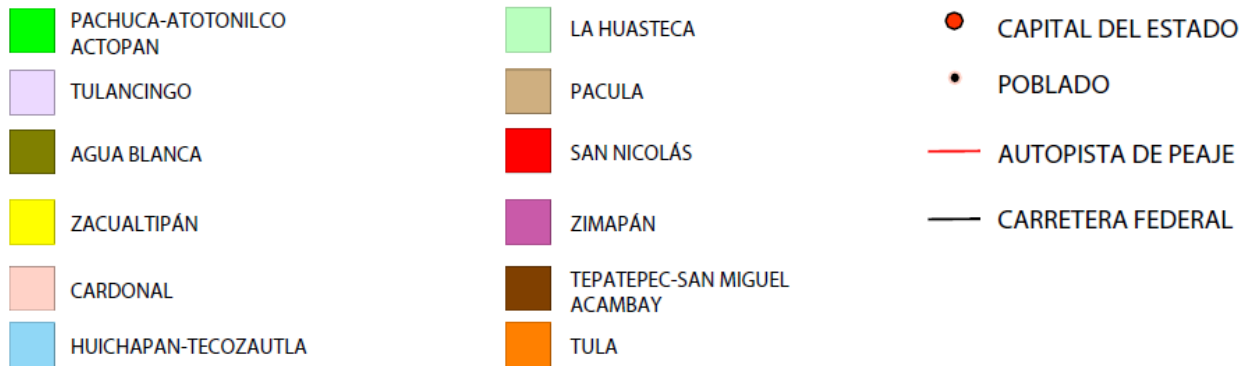 PACHUCA-ATOTONILCO
ACTOPAN
TULANCINGO
AGUA BLANCA
ZACUALTIPÁN
CARDONAL
HUICHAPAN-TECOZAUTLA
LA HUASTECA
PACULA
SAN NICOLÁS
ZIMAPÁN
TEPATEPEC-SAN MIGUEL
ACAMBAY
TULA
CAPITAL DEL ESTADO
POBLADO
AUTOPISTA DE PEAJE
CARRETERA FEDERAL